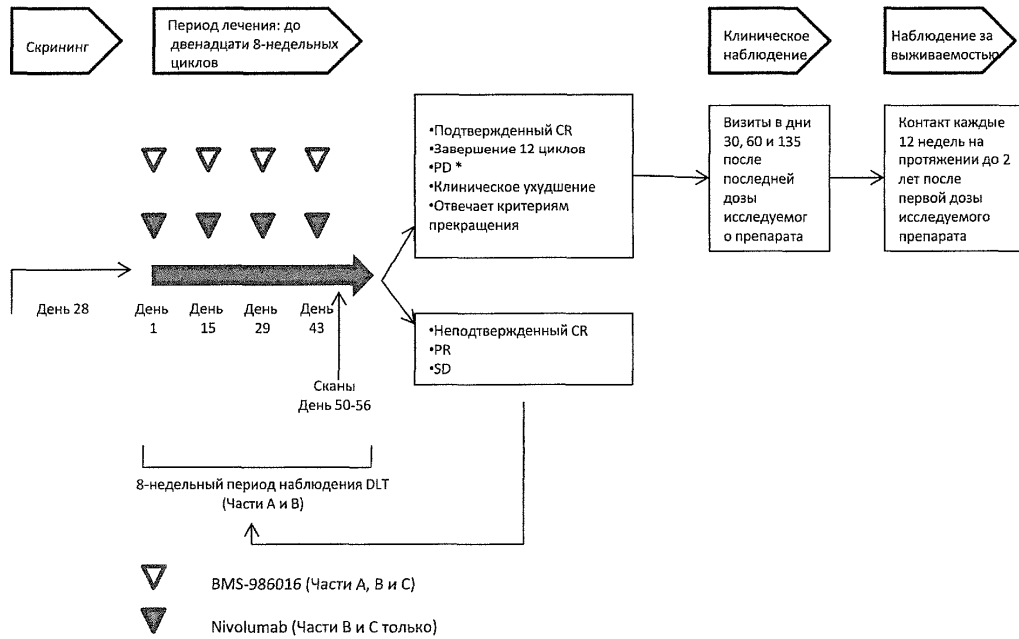 Скрининг
Период лечения: до
двенадцати 8-недельных
циклов
Клиническое
наблюдение
Наблюдение за
выживаемостью
•Подтвержденный CR
•Завершение 12 циклов
•PD *
•Клиническое ухудшение
•Отвечает критериям
прекращения
Визиты в дни
30, 60 и 135
после
последней
дозы
исследуемог
о препарата
Контакт каждые
12 недель на
протяжении до 2
лет после
первой дозы
исследуемого
препарата
День 28
День
1
День
15
День
29
День
43
•Неподтвержденный CR
•PR
•SD
Сканы
День 50-56
8-недельный период наблюдения DLT
(Части А и В)
BMS-986016 (Части А, В и С)
Nivolumab (Части В и С только)